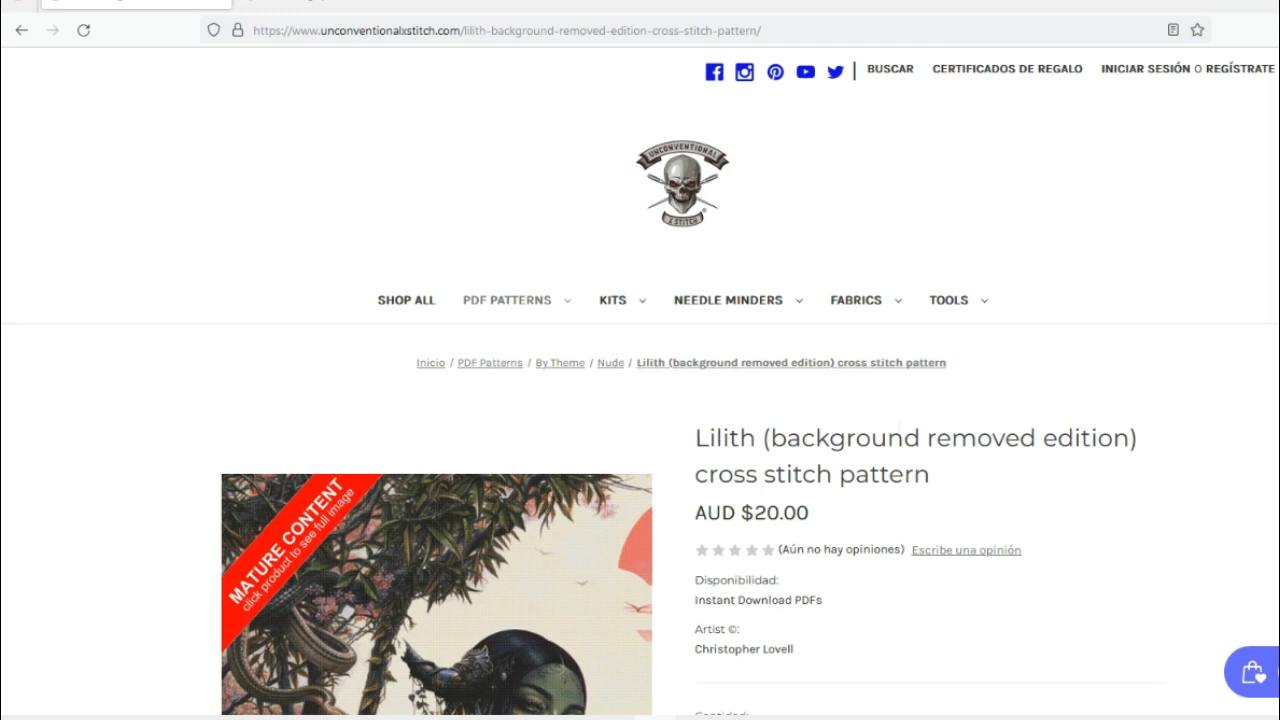 https://www.unconventionalxstitch.com/lilith-background-removed-edition-cross-stitch-pattern/
BUSCAR CERTIFICADOS DE REGALO INICIAR SESIÓN O REGÍSTRATE
UNCONVENTIONAL
X STITCH
SHOP ALL PDF PATTERNS KITS NEEDLE MINDERS FABRICS TOOLS
Inicio / PDF Patterns / By Theme / Nude / Lilith (background removed edition) cross stitch pattern
Lilith (background removed edition)
cross stitch pattern
AUD $20.00
(Aún no hay opiniones) Escribe una opinión
Disponibilidad:
Instant Download PDFs
Artist ©:
Christopher Lovell
Cantidad:
MATURE CONTENT
click product to see full image